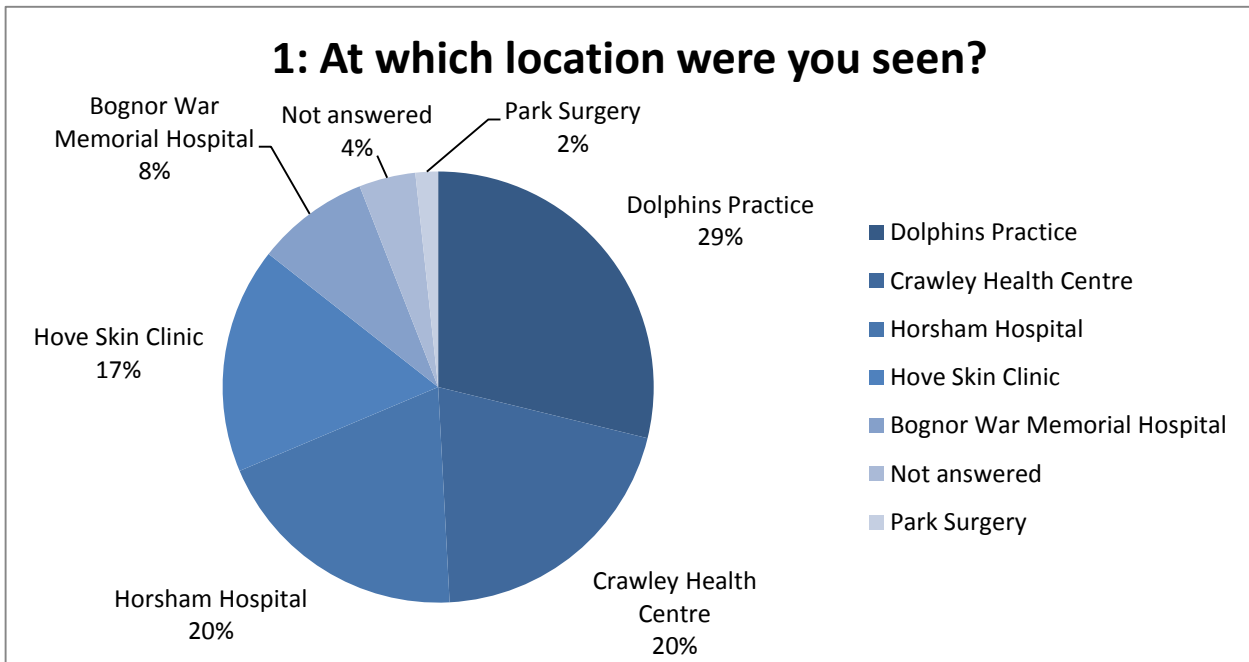 1: At which location were you seen?
Bognor War
Memorial Hospital
8%
Not answered
4%
Park Surgery
2%
Dolphins Practice
29%
Hove Skin Clinic
17%
Horsham Hospital
20%
Crawley Health
Centre
20%
Dolphins Practice
Crawley Health Centre
Horsham Hospital
Hove Skin Clinic
Bognor War Memorial Hospital
Not answered
Park Surgery